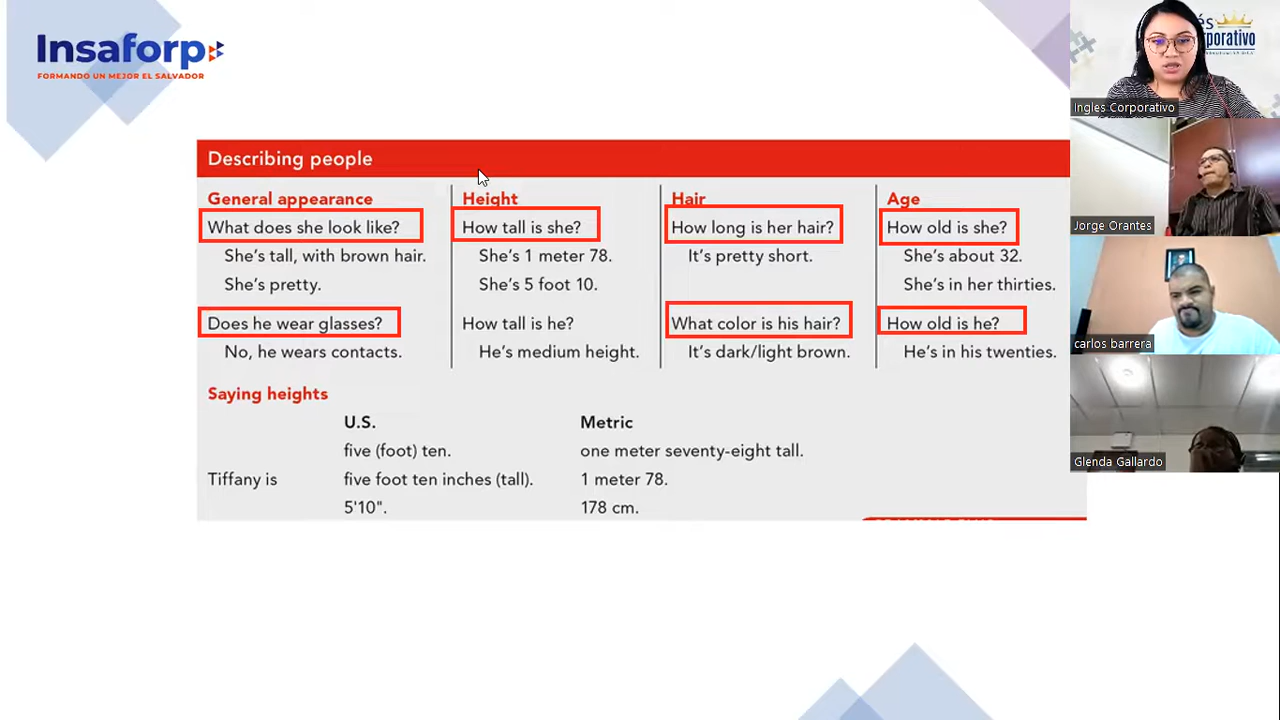 Insaforp
FORMANDO UN MEJOR EL SALVADOR
Describing people
General appearance
What does she look like?
She's tall, with brown hair.
She's pretty.
Does he wear glasses?
No, he wears contacts.
Height
How tall is she?
She's 1 meter 78.
She's 5 foot 10.
How tall is he?
He's medium height.
Hair
How long is her hair?
It's pretty short.
What color is his hair?
It's dark/light brown.
Age
How old is she?
She's about 32.
She's in her thirties.
How old is he?
He's in his twenties.
Saying heights
U.S.
Metric
five (foot) ten.
one meter seventy-eight tall.
Tiffany is
five foot ten inches (tall).
1 meter 78.
5'10".
178 cm.
Ingles Corporativo
Jorge Orantes
carlos barrera
Glenda Gallardo